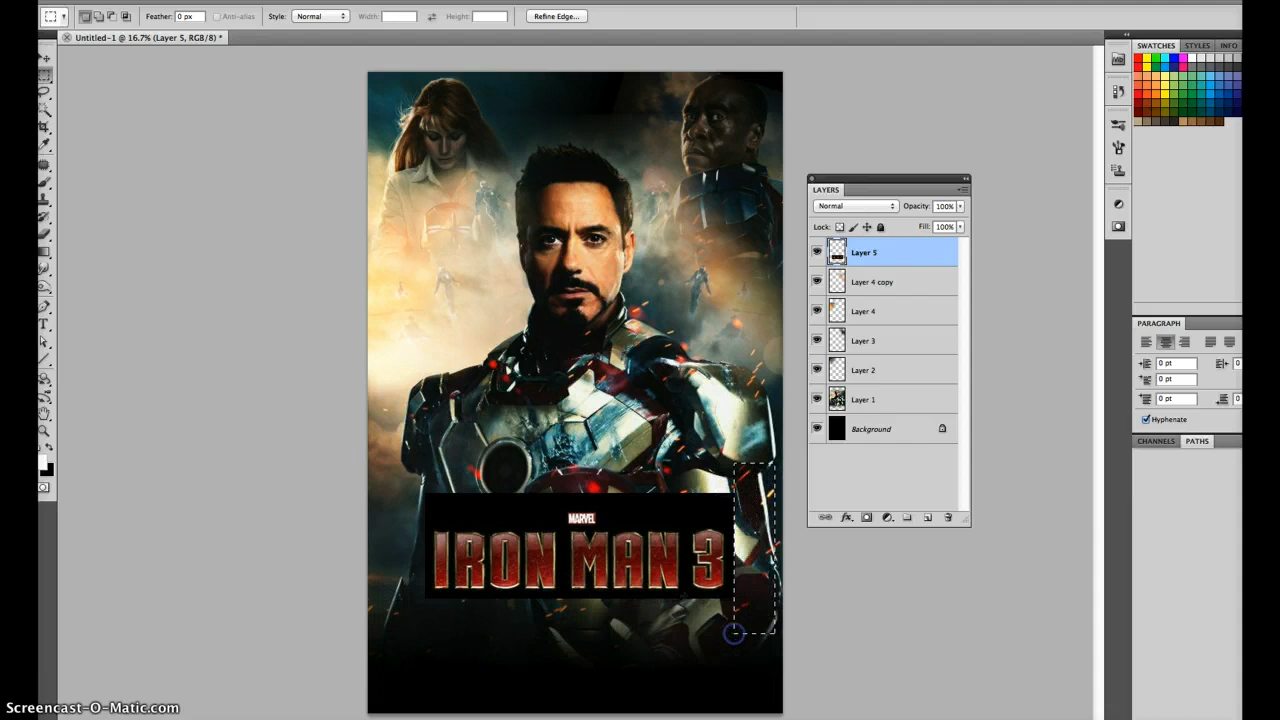 Feather: 0 px Anti-alias Style: Normal Width: Height: Refine Edge...
Untitled-1 @ 16.7% (Layer 5, RGB/8) *
SWATCHES STYLES INFO
LAYERS
Normal Opacity: 100%
Lock: Fill: 100%
Layer 5
Layer 4 copy
Layer 4
Layer 3
Layer 2
Layer 1
Background
PARAGRAPH
0 pt 0
0 pt
0 pt 0
Hyphenate
CHANNELS PATHS
MARVEL
IRON MAN 3
Screencast-O-Matic.com